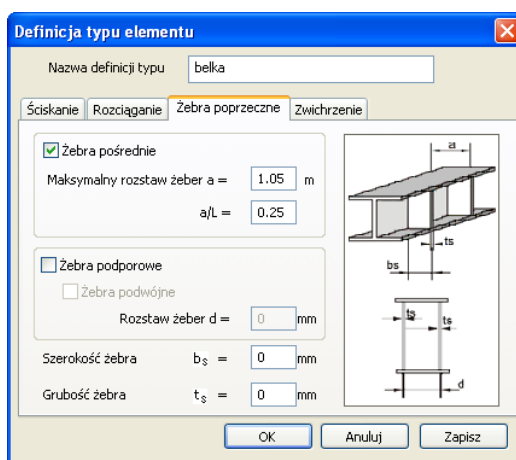 Definicja typu elementu
Nazwa definicji typu belka
Ściskanie Rozciąganie Żebra poprzeczne Zwichrzenie
Żebra pośrednie
Maksymalny rozstaw żeber a = 1.05 m
a/L = 0.25
Żebra podporowe
Żebra podwójne
Rozstaw żeber d = 0 mm
Szerokość żebra bs = 0 mm
Grubość żebra ts = 0 mm
a
ts
bs
ts ts
d
OK Anuluj Zapisz